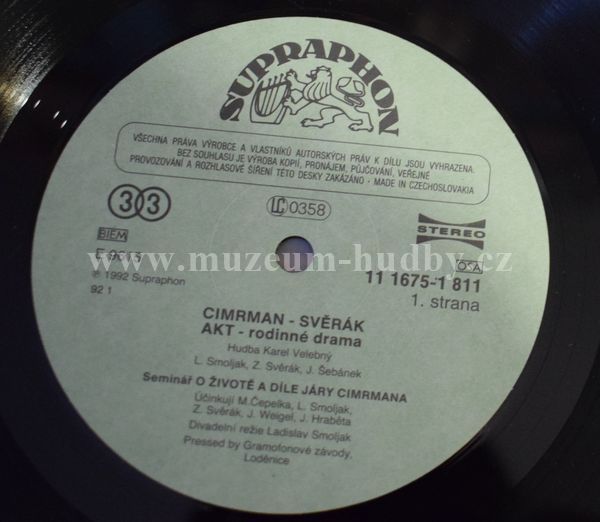 SUPRAPHON
VŠECHNA PRÁVA VÝROBCE A VLASTNÍKŮ AUTORSKÝCH PRÁV K DÍLU JSOU VYHRAZENA.
BEZ SOUHLASU JE VÝROBA KOPIÍ, PRONÁJEM, PŮJČOVÁNÍ, VEŘEJNÉ
PROVOZOVÁNÍ A ROZHLASOVÉ ŠÍŘENÍ TÉTO DESKY ZAKÁZÁNO - MADE IN CZECHOSLOVAKIA
33
LC 0358
STEREO
BIEM
OSA
www.muzeum-hudby.cz
℗ 1992 Supraphon
11 1675-1 811
92 1
1. strana
CIMRMAN - SVĚRÁK
AKT - rodinné drama
Hudba Karel Velebný
L. Smoljak, Z. Svěrák, J. Šebánek
Seminář O ŽIVOTĚ A DÍLE JÁRY CIMRMANA
Účinkují M.Čepelka, L. Smoljak,
Z. Svěrák, J. Weigel, J. Hraběta
Divadelní režie Ladislav Smoljak
Pressed by Gramofonové závody,
Loděnice